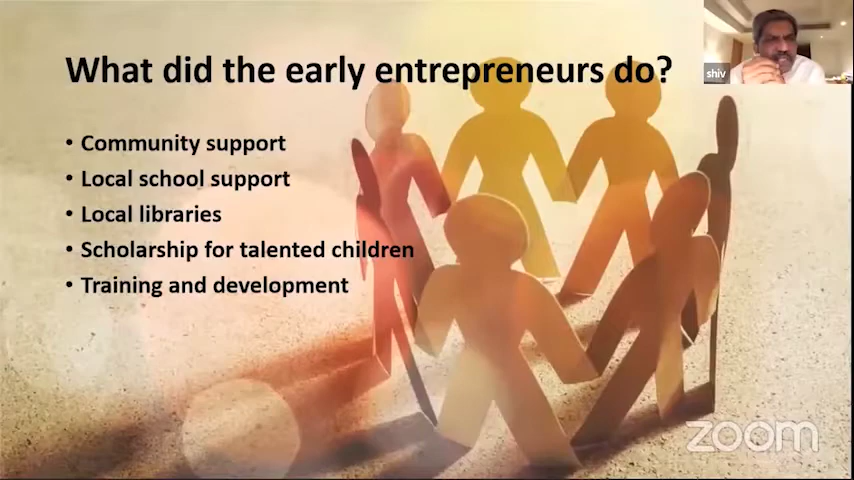 What did the early entrepreneurs do?
shiv
• Community support
• Local school support
• Local libraries
• Scholarship for talented children
• Training and development
zoom